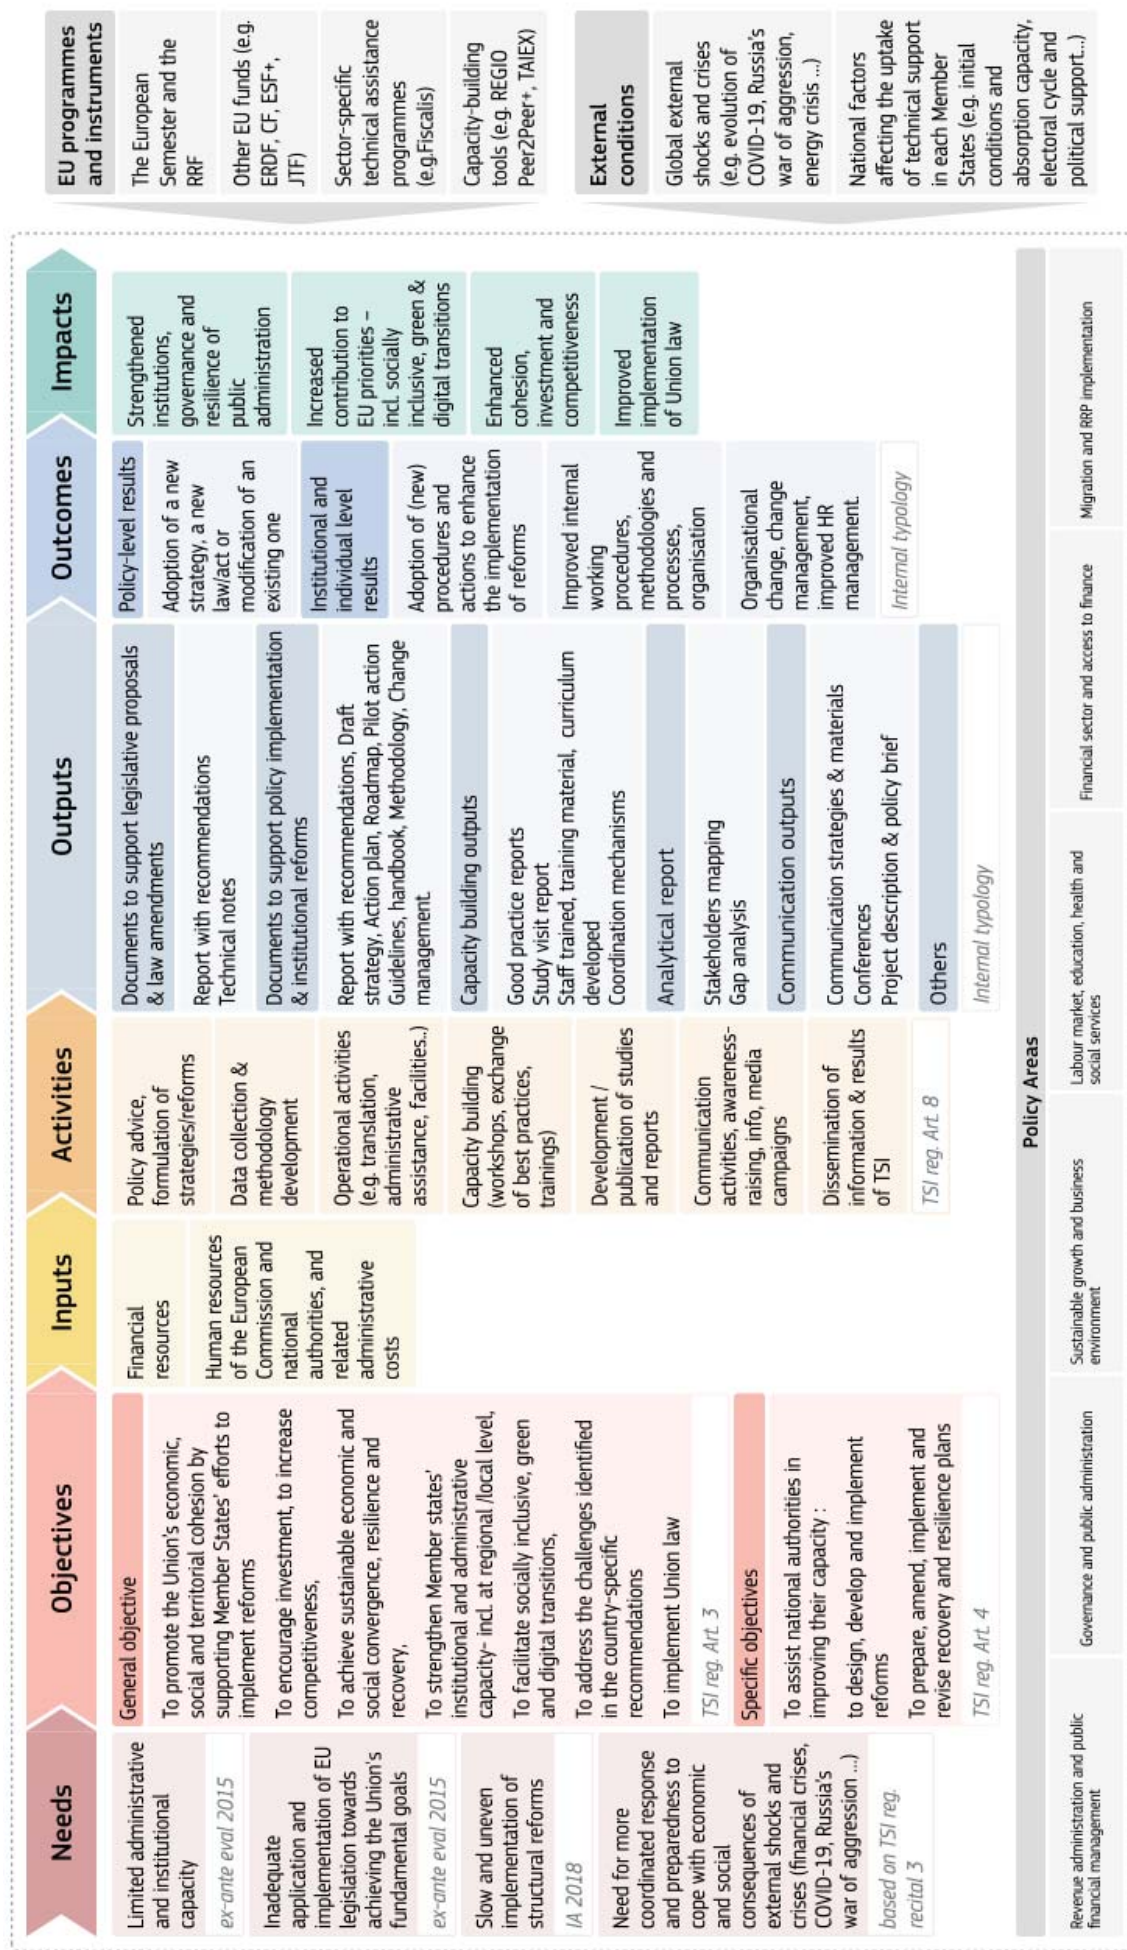 Needs
Limited administrative
and institutional
capacity
ex-ante eval 2015
Inadequate
application and
implementation of EU
legislation towards
achieving the Union's
fundamental goals
ex-ante eval 2015
Slow and uneven
implementation of
structural reforms
IA 2018
Need for more
coordinated response
and preparedness to
cope with economic
and social
consequences of
external shocks and
crises (financial crises,
COVID-19, Russia's
war of aggression ...)
based on TSI reg.
recital 3
Objectives
General objective
To promote the Union's economic,
social and territorial cohesion by
supporting Member States' efforts to
implement reforms
To encourage investment, to increase
competitiveness,
To achieve sustainable economic and
social convergence, resilience and
recovery,
To strengthen Member states'
institutional and administrative
capacity- incl. at regional /local level,
To facilitate socially inclusive, green
and digital transitions,
To address the challenges identified
in the country-specific
recommendations
To implement Union law
TSI reg. Art. 3
Specific objectives
To assist national authorities in
improving their capacity :
to design, develop and implement
reforms
To prepare, amend, implement and
revise recovery and resilience plans
TSI reg. Art. 4
Inputs
Financial
resources
Human resources
of the European
Commission and
national
authorities, and
related
administrative
costs
Activities
Policy advice,
formulation of
strategies/reforms
Data collection &
methodology
development
Operational activities
(e.g. translation,
administrative
assistance, facilities..)
Capacity building
(workshops, exchange
of best practices,
trainings)
Development /
publication of studies
and reports
Communication
activities, awareness-
raising, info, media
campaigns
Dissemination of
information & results
of TSI
TSI reg. Art. 8
Outputs
Documents to support legislative proposals
& law amendments
Report with recommendations
Technical notes
Documents to support policy implementation
& institutional reforms
Report with recommendations, Draft
strategy, Action plan, Roadmap, Pilot action
Guidelines, handbook, Methodology, Change
management.
Capacity building outputs
Good practice reports
Study visit report
Staff trained, training material, curriculum
developed
Coordination mechanisms
Analytical report
Stakeholders mapping
Gap analysis
Communication outputs
Communication strategies & materials
Conferences
Project description & policy brief
Others
Internal typology
Outcomes
Policy-level results
Adoption of a new
strategy, a new
law/act or
modification of an
existing one
Institutional and
individual level
results
Adoption of (new)
procedures and
actions to enhance
the implementation
of reforms
Improved internal
working
procedures,
methodologies and
processes,
organisation
Organisational
change, change
management,
improved HR
management.
Internal typology
Impacts
Strengthened
institutions,
governance and
resilience of
public
administration
Increased
contribution to
EU priorities –
incl. socially
inclusive, green &
digital transitions
Enhanced
cohesion,
investment and
competitiveness
Improved
implementation
of Union law
EU programmes
and instruments
The European
Semester and the
RRF
Other EU funds (e.g.
ERDF, CF, ESF+,
JTF)
Sector-specific
technical assistance
programmes
(e.g.Fiscalis)
Capacity-building
tools (e.g. REGIO
Peer2Peer+, TAIEX)
External
conditions
Global external
shocks and crises
(e.g. evolution of
COVID-19, Russia's
war of aggression,
energy crisis ...)
National factors
affecting the uptake
of technical support
in each Member
States (e.g. initial
conditions and
absorption capacity,
electoral cycle and
political support...)
Policy Areas
Revenue administration and public
financial management
Governance and public administration
Sustainable growth and business
environment
Labour market, education, health and
social services
Financial sector and access to finance
Migration and RRP implementation